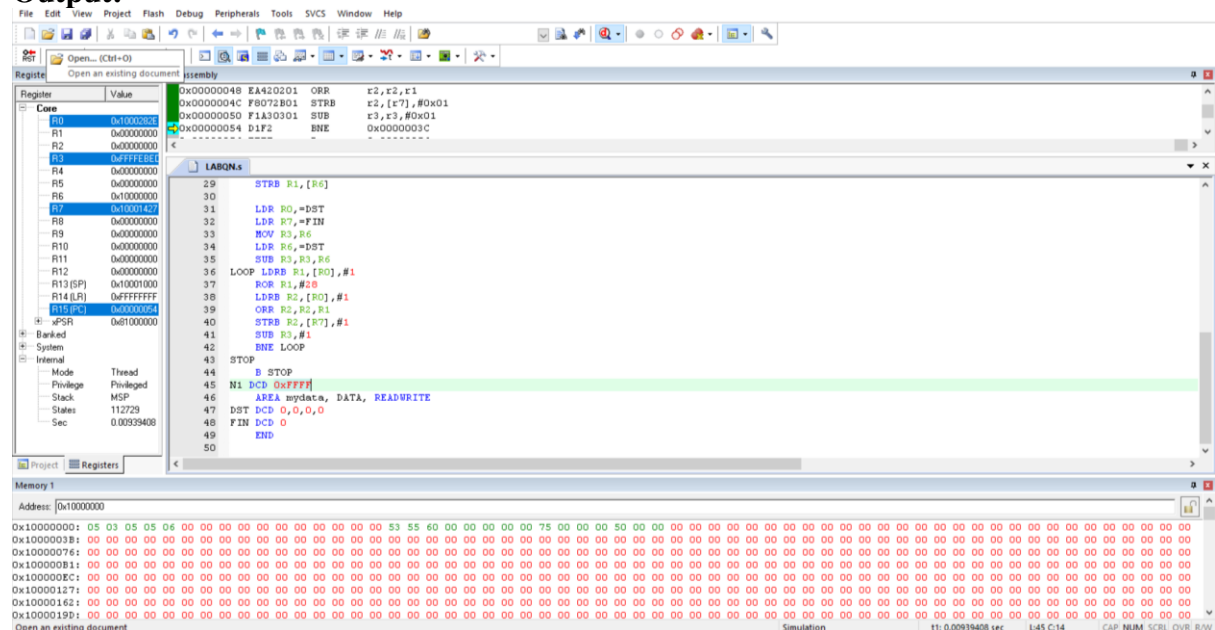 Output:
File Edit View Project Flash Debug Peripherals Tools SVCS Window Help
RST
Open... (Ctrl+O)
Open an existing document
Registe
ssembly
Register Value
Core
R0 0x1000282E
R1 0x00000000
R2 0x00000000
R3 0xFFFFEBED
R4 0x00000000
R5 0x00000000
R6 0x10000000
R7 0x10001427
R8 0x00000000
R9 0x00000000
R10 0x00000000
R11 0x00000000
R12 0x00000000
R13 (SP) 0x10001000
R14 (LR) 0xFFFFFFFF
R15 (PC) 0x00000054
xPSR 0x81000000
Banked
System
Internal
Mode Thread
Privilege Privileged
Stack MSP
States 112729
Sec 0.00939408
Project Registers
0x00000048 EA420201 ORR r2,r2,r1
0x0000004C F8072B01 STRB r2,[r7],#0x01
0x00000050 F1A30301 SUB r3,r3,#0x01
0x00000054 D1F2 BNE 0x0000003C
LABQN.s
29 STRB R1,[R6]
30
31 LDR R0,=DST
32 LDR R7,=FIN
33 MOV R3,R6
34 LDR R6,=DST
35 SUB R3,R3,R6
36 LOOP LDRB R1,[R0],#1
37 ROR R1,#28
38 LDRB R2,[R0],#1
39 ORR R2,R2,R1
40 STRB R2,[R7],#1
41 SUB R3,#1
42 BNE LOOP
43 STOP
44 B STOP
45 N1 DCD 0xFFFF
46 AREA mydata, DATA, READWRITE
47 DST DCD 0,0,0,0
48 FIN DCD 0
49 END
50
Memory 1
Address: 0x10000000
0x10000000: 05 03 05 05 06 00 00 00 00 00 00 00 00 00 00 00 53 55 60 00 00 00 00 00 75 00 00 00 50 00 00 00 00 00 00 00 00 00 00 00 00 00 00 00 00 00 00 00 00 00 00 00 00 00 00 00 00 00 00
0x1000003B: 00 00 00 00 00 00 00 00 00 00 00 00 00 00 00 00 00 00 00 00 00 00 00 00 00 00 00 00 00 00 00 00 00 00 00 00 00 00 00 00 00 00 00 00 00 00 00 00 00 00 00 00 00 00 00 00 00 00 00
0x10000076: 00 00 00 00 00 00 00 00 00 00 00 00 00 00 00 00 00 00 00 00 00 00 00 00 00 00 00 00 00 00 00 00 00 00 00 00 00 00 00 00 00 00 00 00 00 00 00 00 00 00 00 00 00 00 00 00 00 00 00
0x100000B1: 00 00 00 00 00 00 00 00 00 00 00 00 00 00 00 00 00 00 00 00 00 00 00 00 00 00 00 00 00 00 00 00 00 00 00 00 00 00 00 00 00 00 00 00 00 00 00 00 00 00 00 00 00 00 00 00 00 00 00
0x100000EC: 00 00 00 00 00 00 00 00 00 00 00 00 00 00 00 00 00 00 00 00 00 00 00 00 00 00 00 00 00 00 00 00 00 00 00 00 00 00 00 00 00 00 00 00 00 00 00 00 00 00 00 00 00 00 00 00 00 00 00
0x10000127: 00 00 00 00 00 00 00 00 00 00 00 00 00 00 00 00 00 00 00 00 00 00 00 00 00 00 00 00 00 00 00 00 00 00 00 00 00 00 00 00 00 00 00 00 00 00 00 00 00 00 00 00 00 00 00 00 00 00 00
0x10000162: 00 00 00 00 00 00 00 00 00 00 00 00 00 00 00 00 00 00 00 00 00 00 00 00 00 00 00 00 00 00 00 00 00 00 00 00 00 00 00 00 00 00 00 00 00 00 00 00 00 00 00 00 00 00 00 00 00 00 00
0x1000019D: 00 00 00 00 00 00 00 00 00 00 00 00 00 00 00 00 00 00 00 00 00 00 00 00 00 00 00 00 00 00 00 00 00 00 00 00 00 00 00 00 00 00 00 00 00 00 00 00 00 00 00 00 00 00 00 00 00 00 00
Open an existing document Simulation t1: 0.00939408 sec L:45 C:14 CAP NUM SCRL OVR R/W